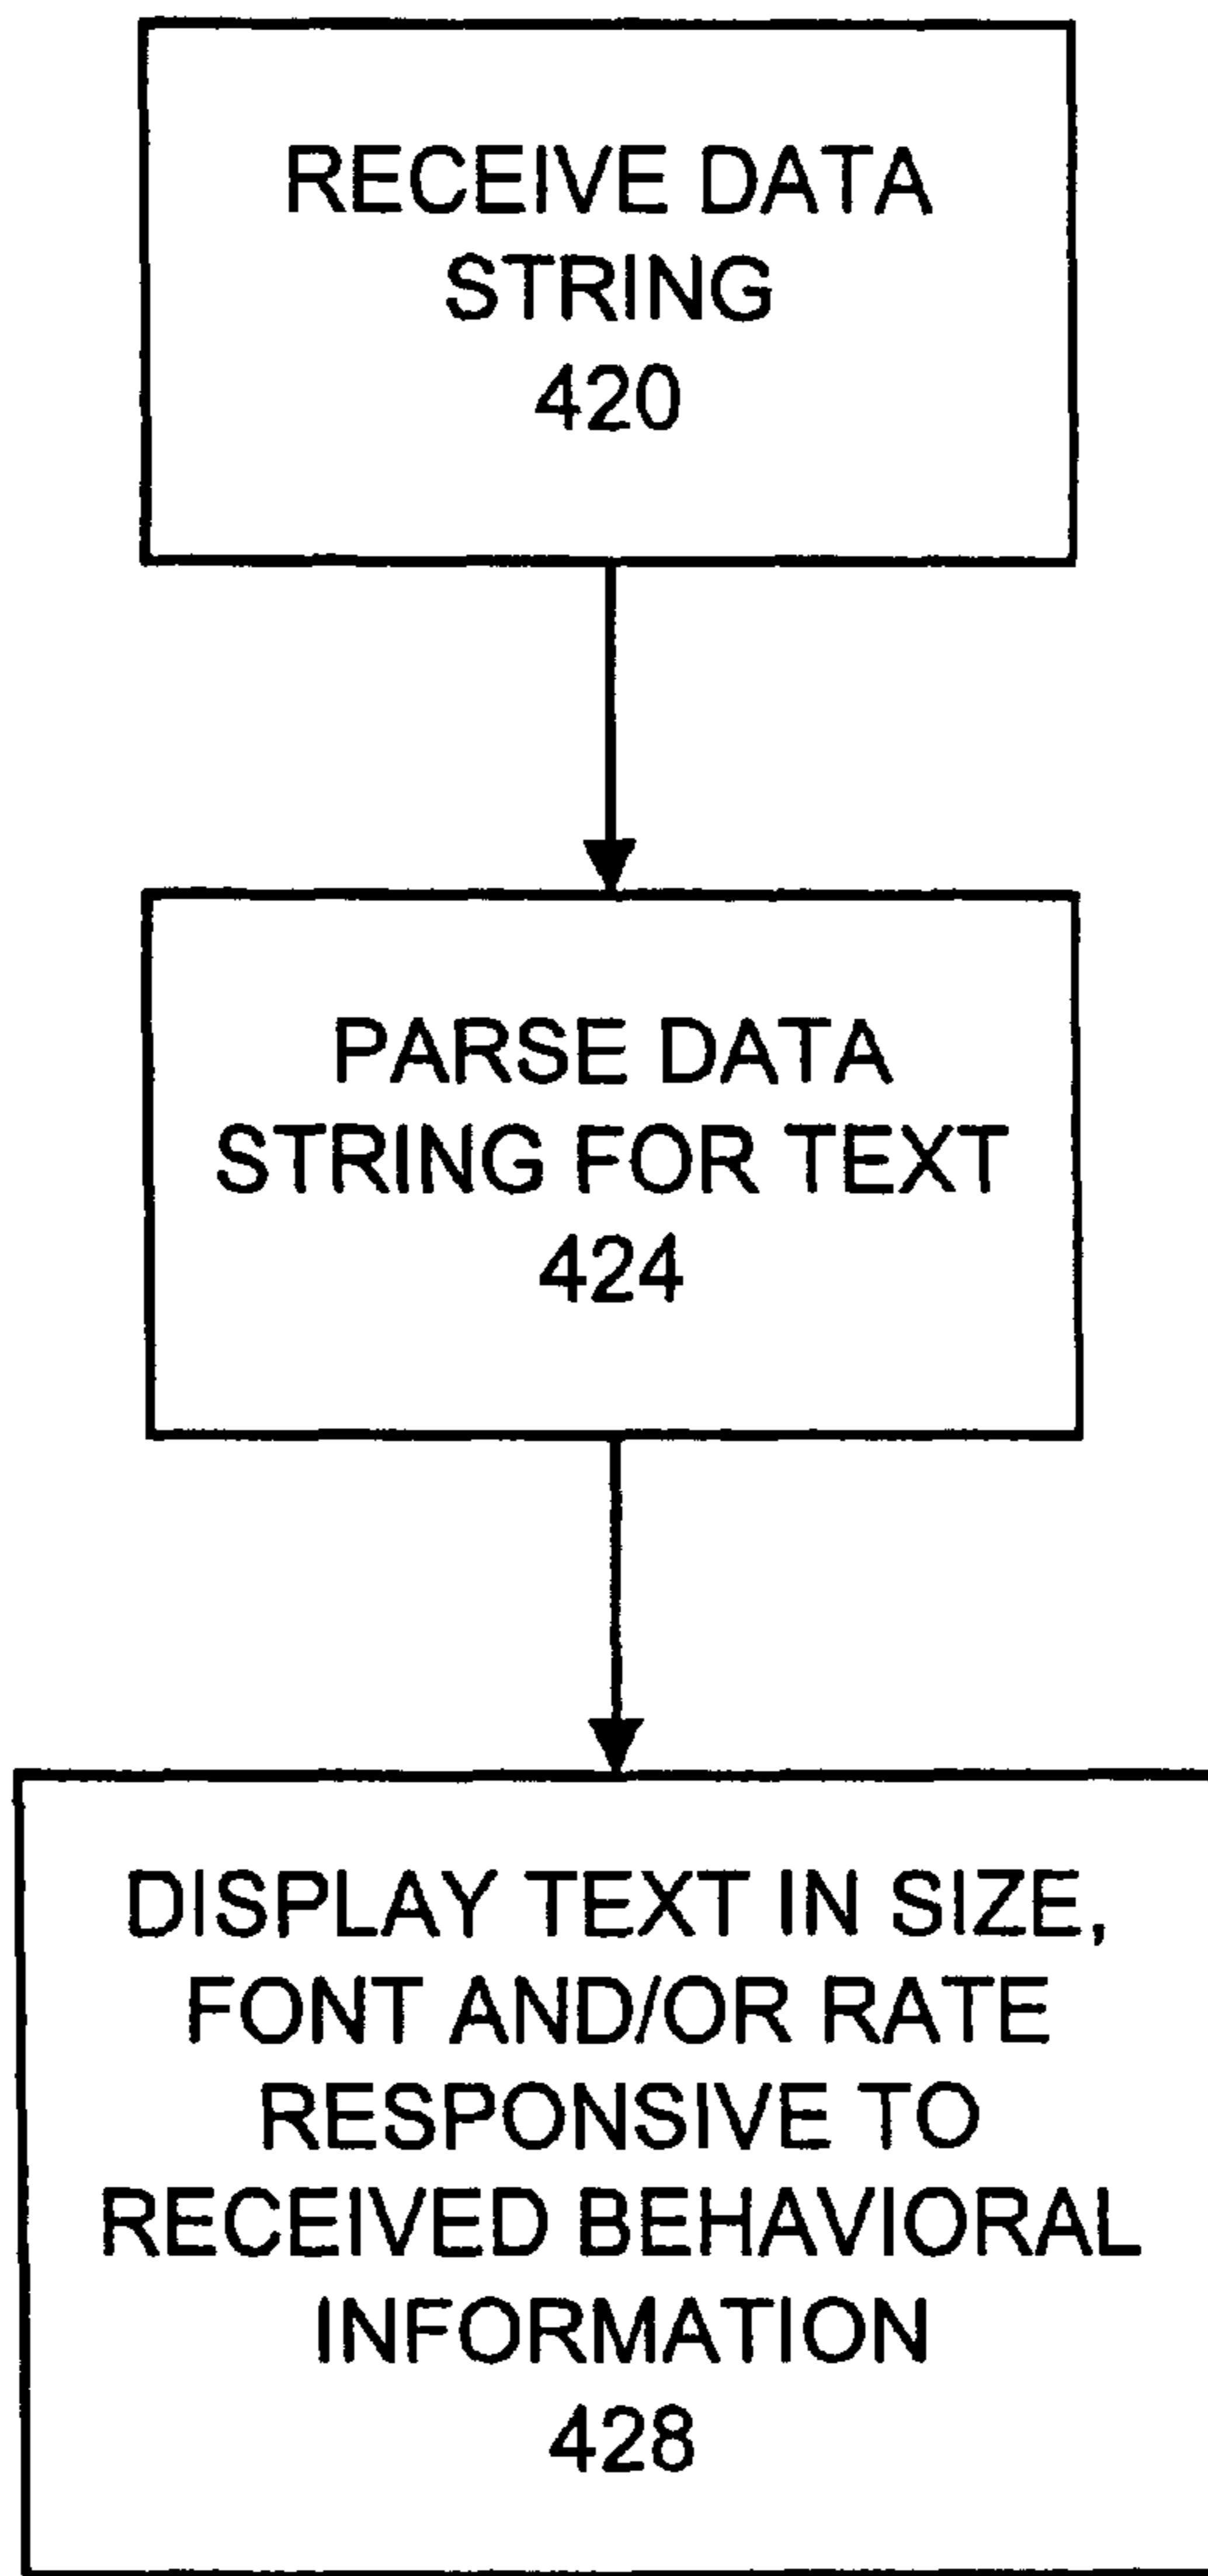 RECEIVE DATA
STRING
420
PARSE DATA
STRING FOR TEXT
424
DISPLAY TEXT IN SIZE,
FONT AND/OR RATE
RESPONSIVE TO
RECEIVED BEHAVIORAL
INFORMATION
428